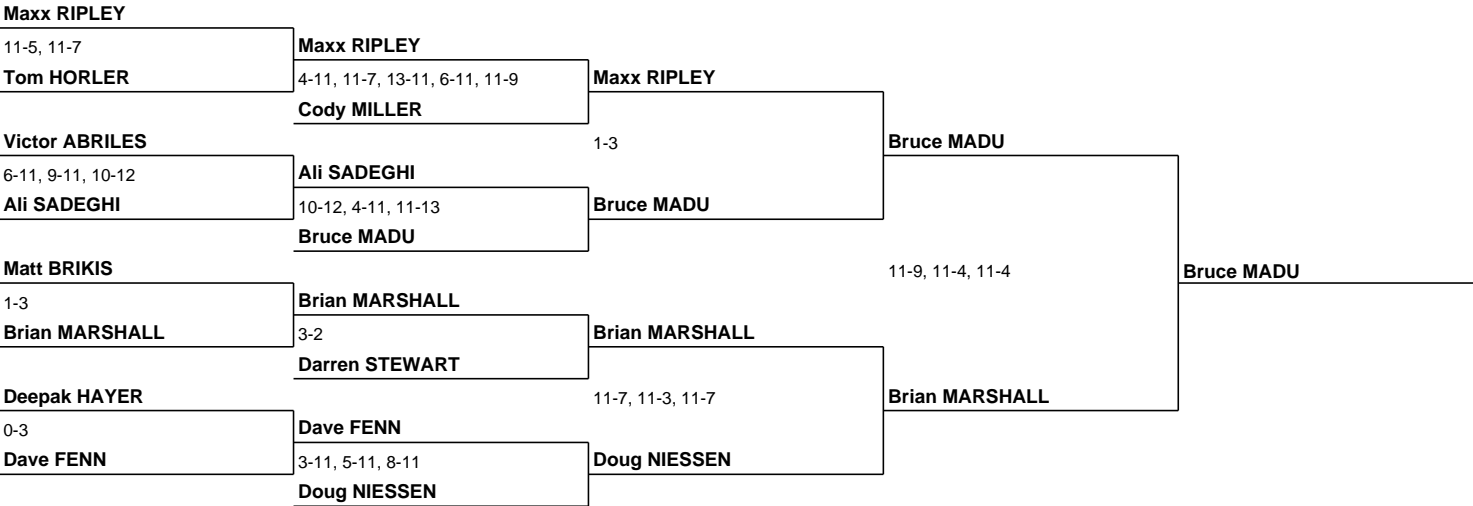 Maxx RIPLEY
11-5, 11-7
Maxx RIPLEY
Tom HORLER
4-11, 11-7, 13-11, 6-11, 11-9
Maxx RIPLEY
Cody MILLER
Victor ABRILES
1-3
Bruce MADU
6-11, 9-11, 10-12
Ali SADEGHI
Ali SADEGHI
10-12, 4-11, 11-13
Bruce MADU
Bruce MADU
Matt BRIKIS
11-9, 11-4, 11-4
Bruce MADU
1-3
Brian MARSHALL
Brian MARSHALL
3-2
Brian MARSHALL
Darren STEWART
Deepak HAYER
11-7, 11-3, 11-7
Brian MARSHALL
0-3
Dave FENN
Dave FENN
3-11, 5-11, 8-11
Doug NIESSEN
Doug NIESSEN